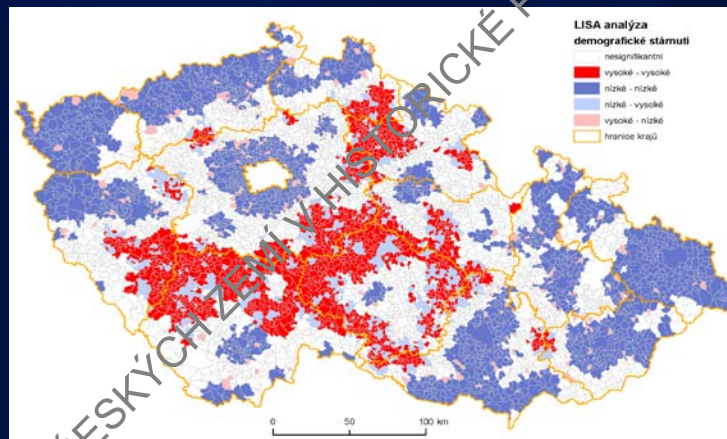 LISA analýza
demografické stárnutí
nesignifikantní
vysoké - vysoké
nízké - nízké
nízké - vysoké
vysoké - nízké
hranice krajů
ESKÝCH ZEMÍ V HISTORICKÉ
0 50 100 km